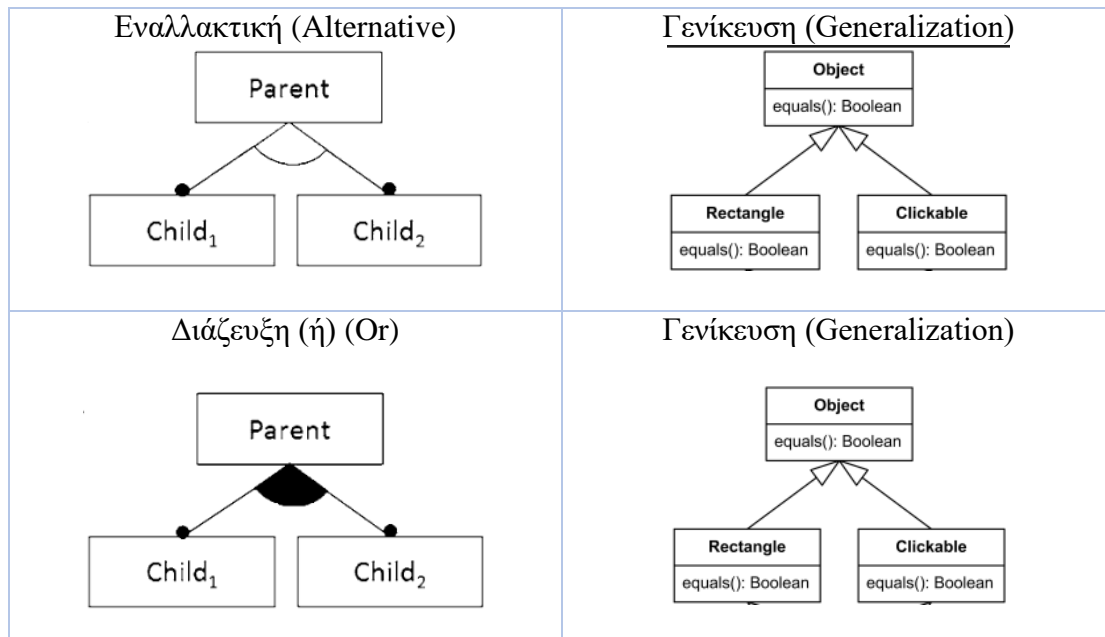 Εναλλακτική (Alternative)
Parent
Child₁
Child₂
Γενίκευση (Generalization)
Object
equals(): Boolean
Rectangle
equals(): Boolean
Clickable
equals(): Boolean
Διάζευξη (ή) (Or)
Parent
Child₁
Child₂
Γενίκευση (Generalization)
Object
equals(): Boolean
Rectangle
equals(): Boolean
Clickable
equals(): Boolean